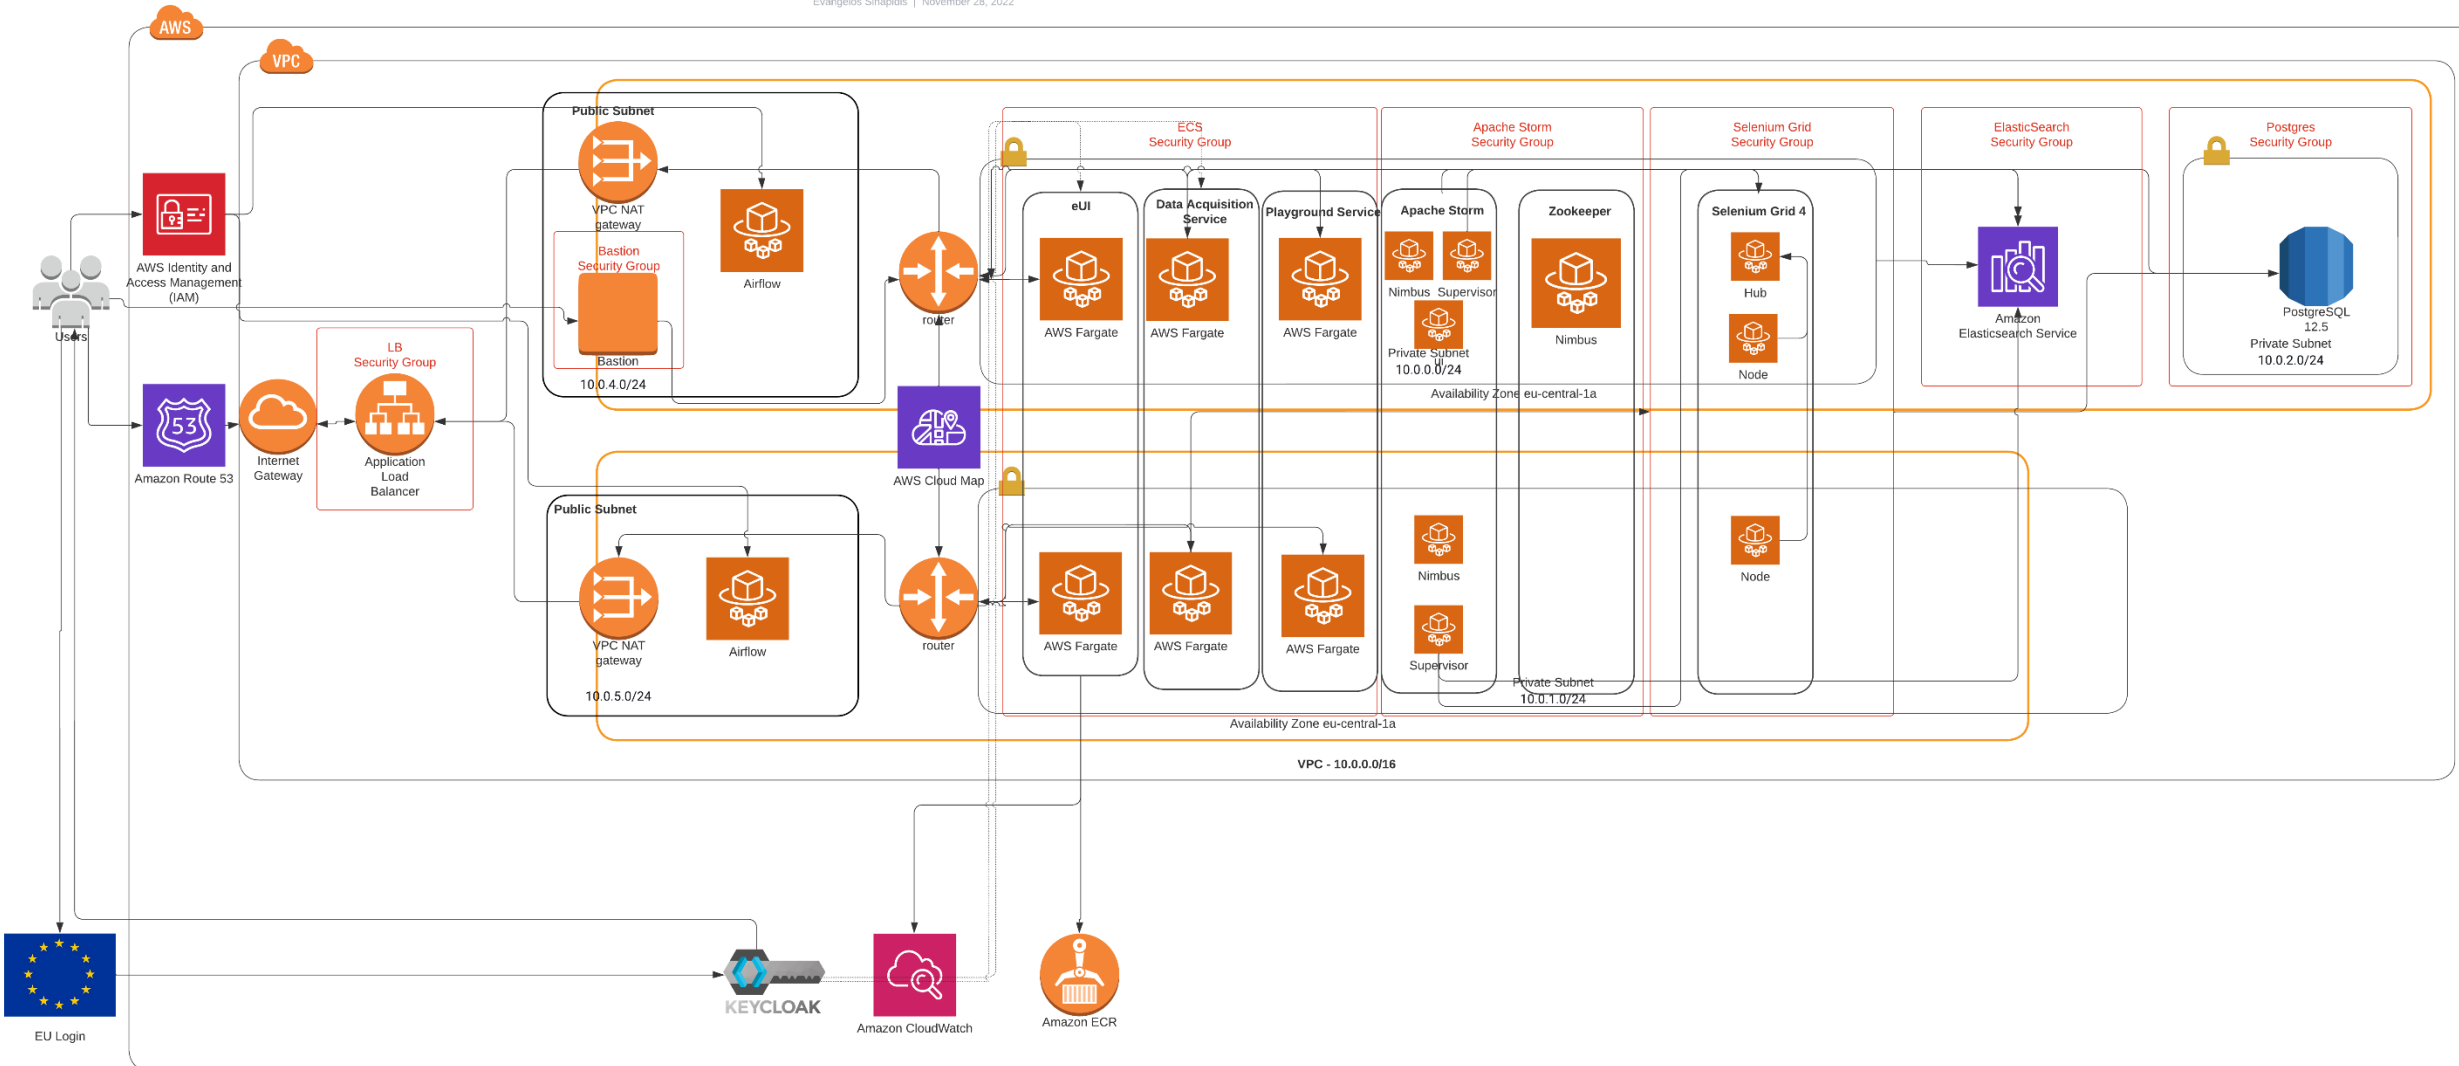 Evangelos Sinapidis | November 28, 2022
AWS
VPC
Public Subnet
VPC NAT
gateway
Bastion
Security Group
Bastion
10.0.4.0/24
Airflow
AWS Identity and
Access Management
(IAM)
Users
LB
Security Group
53
Amazon Route 53
Internet
Gateway
Application
Load
Balancer
router
AWS Cloud Map
router
Public Subnet
VPC NAT
gateway
10.0.5.0/24
Airflow
ECS
Security Group
Apache Storm
Security Group
Selenium Grid
Security Group
ElasticSearch
Security Group
Postgres
Security Group
eUI
Data Acquisition
Service
Playground Service
Apache Storm
Zookeeper
Selenium Grid 4
AWS Fargate
AWS Fargate
AWS Fargate
Nimbus
Supervisor
UI
Private Subnet
10.0.0.0/24
Nimbus
Hub
Node
Amazon
Elasticsearch Service
PostgreSQL
12.5
Private Subnet
10.0.2.0/24
Availability Zone eu-central-1a
AWS Fargate
AWS Fargate
AWS Fargate
Nimbus
Supervisor
Node
Private Subnet
10.0.1.0/24
Availability Zone eu-central-1a
VPC - 10.0.0.0/16
EU Login
KEYCLOAK
Amazon CloudWatch
Amazon ECR